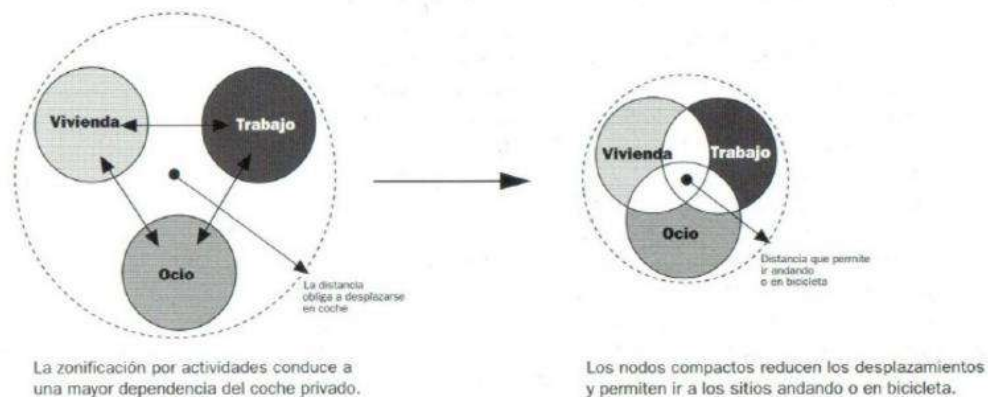 Vivienda
Trabajo
Ocio
La distancia
obliga a desplazarse
en coche
La zonificación por actividades conduce a
una mayor dependencia del coche privado.
Vivienda
Trabajo
Ocio
Distancia que permite
ir andando
o en bicicleta
Los nodos compactos reducen los desplazamientos
y permiten ir a los sitios andando o en bicicleta.